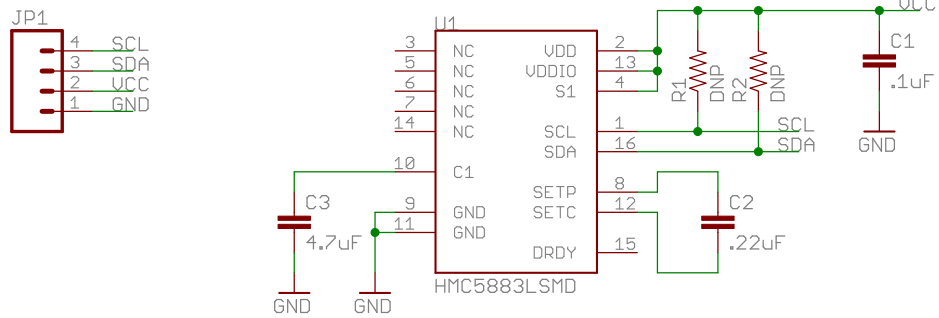 JP1
4 SCL
3 SDA
2 VCC
1 GND
U1
3 NC
5 NC
6 NC
7 NC
14 NC
10 C1
9 GND
11 GND
VDD 2
VDDIO 13
S1 4
SCL 1
SDA 16
SETP 8
SETC 12
DRDY 15
HMC5883LSMD
C3
4.7uF
GND
GND
VCC
R1
DNP
R2
DNP
C1
.1uF
GND
SCL
SDA
C2
.22uF